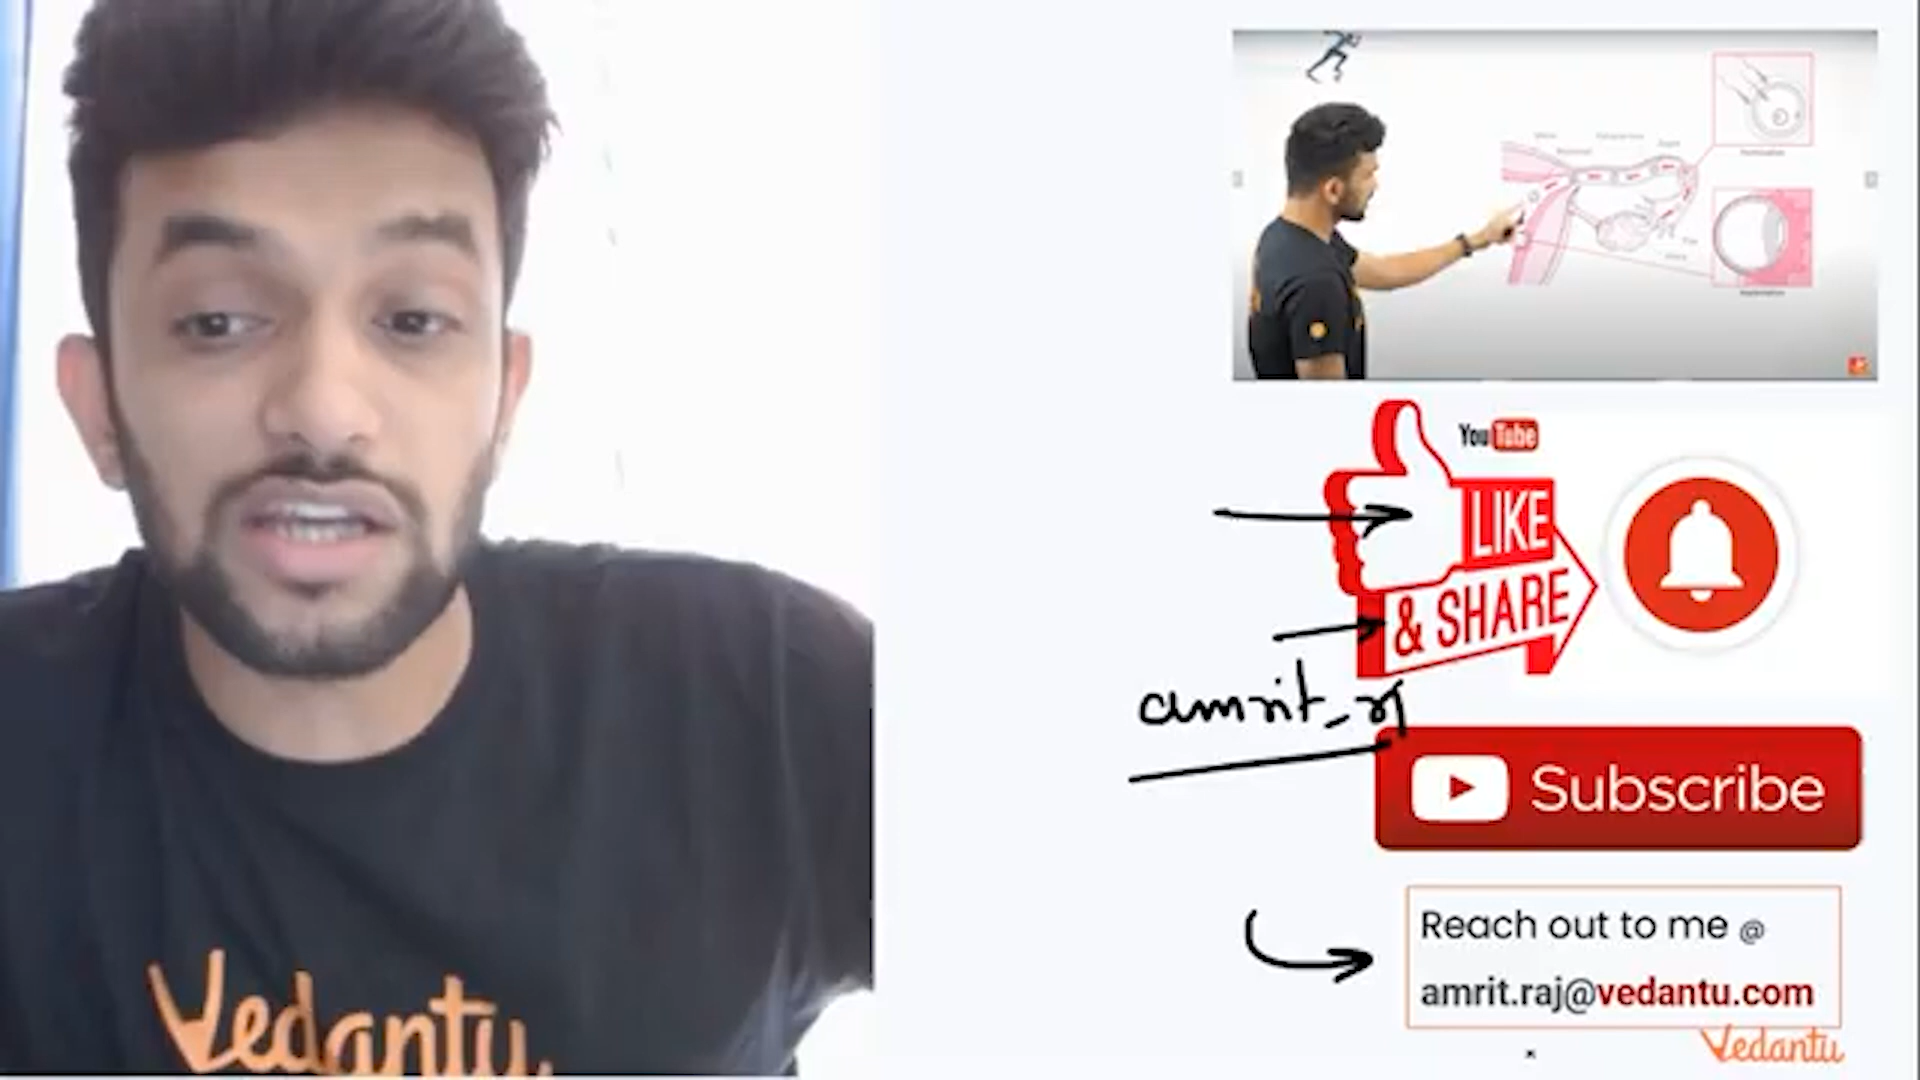 YouTube
LIKE
& SHARE
amrit_r
Subscribe
Reach out to me @
amrit.raj@vedantu.com
Vedantu
Vedantu